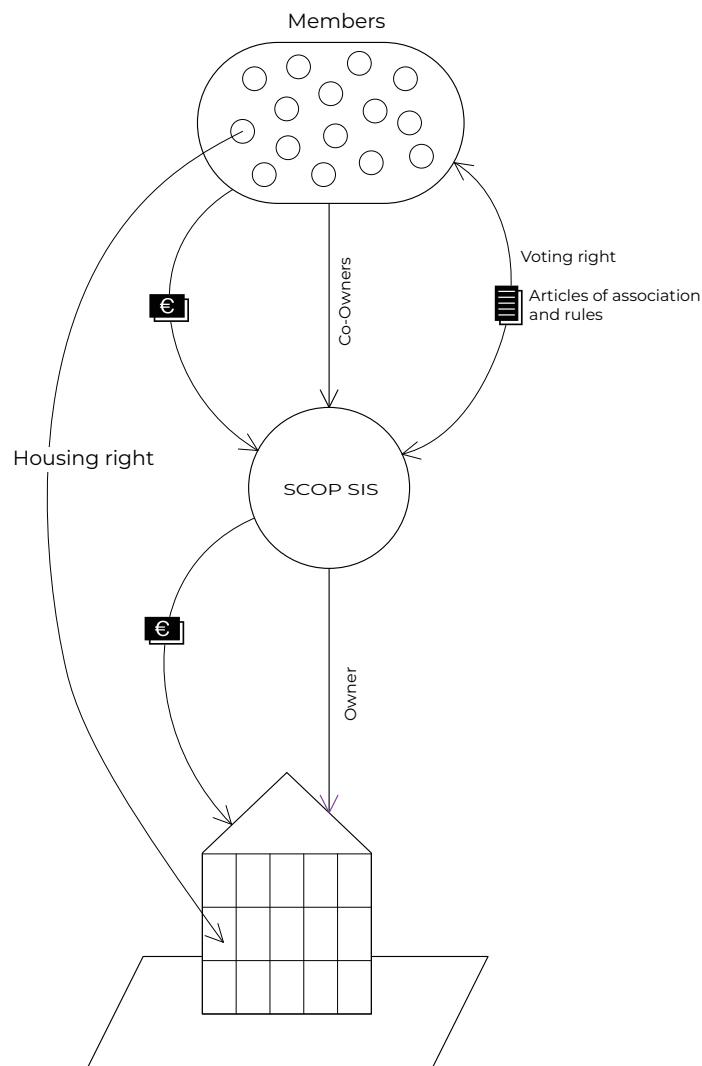 Members
Voting right
Articles of association
and rules
€
Co-Owners
Housing right
SCOP SIS
€
Owner